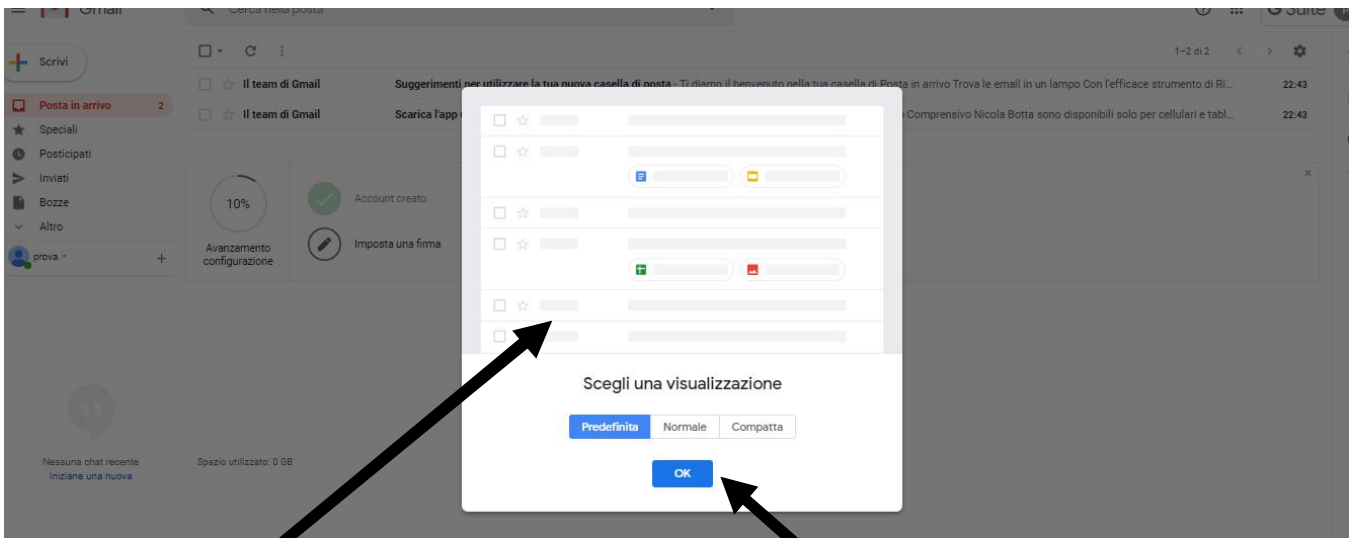 Gmail
Cerca nella posta
G Suite
Scrivi
1–2 di 2
Posta in arrivo 2
Speciali
Posticipati
Inviati
Bozze
Altro
prova
Il team di Gmail Suggerimenti per utilizzare la tua nuova casella di posta - Ti diamo il benvenuto nella tua casella di Posta in arrivo Trova le email in un lampo Con l'efficace strumento di Ri... 22:43
Il team di Gmail Scarica l'app Comprensivo Nicola Botta sono disponibili solo per cellulari e tabl... 22:43
10%
Avanzamento
configurazione
Account creato
Imposta una firma
Scegli una visualizzazione
Predefinita Normale Compatta
OK
Nessuna chat recente
Iniziane una nuova
Spazio utilizzato: 0 GB